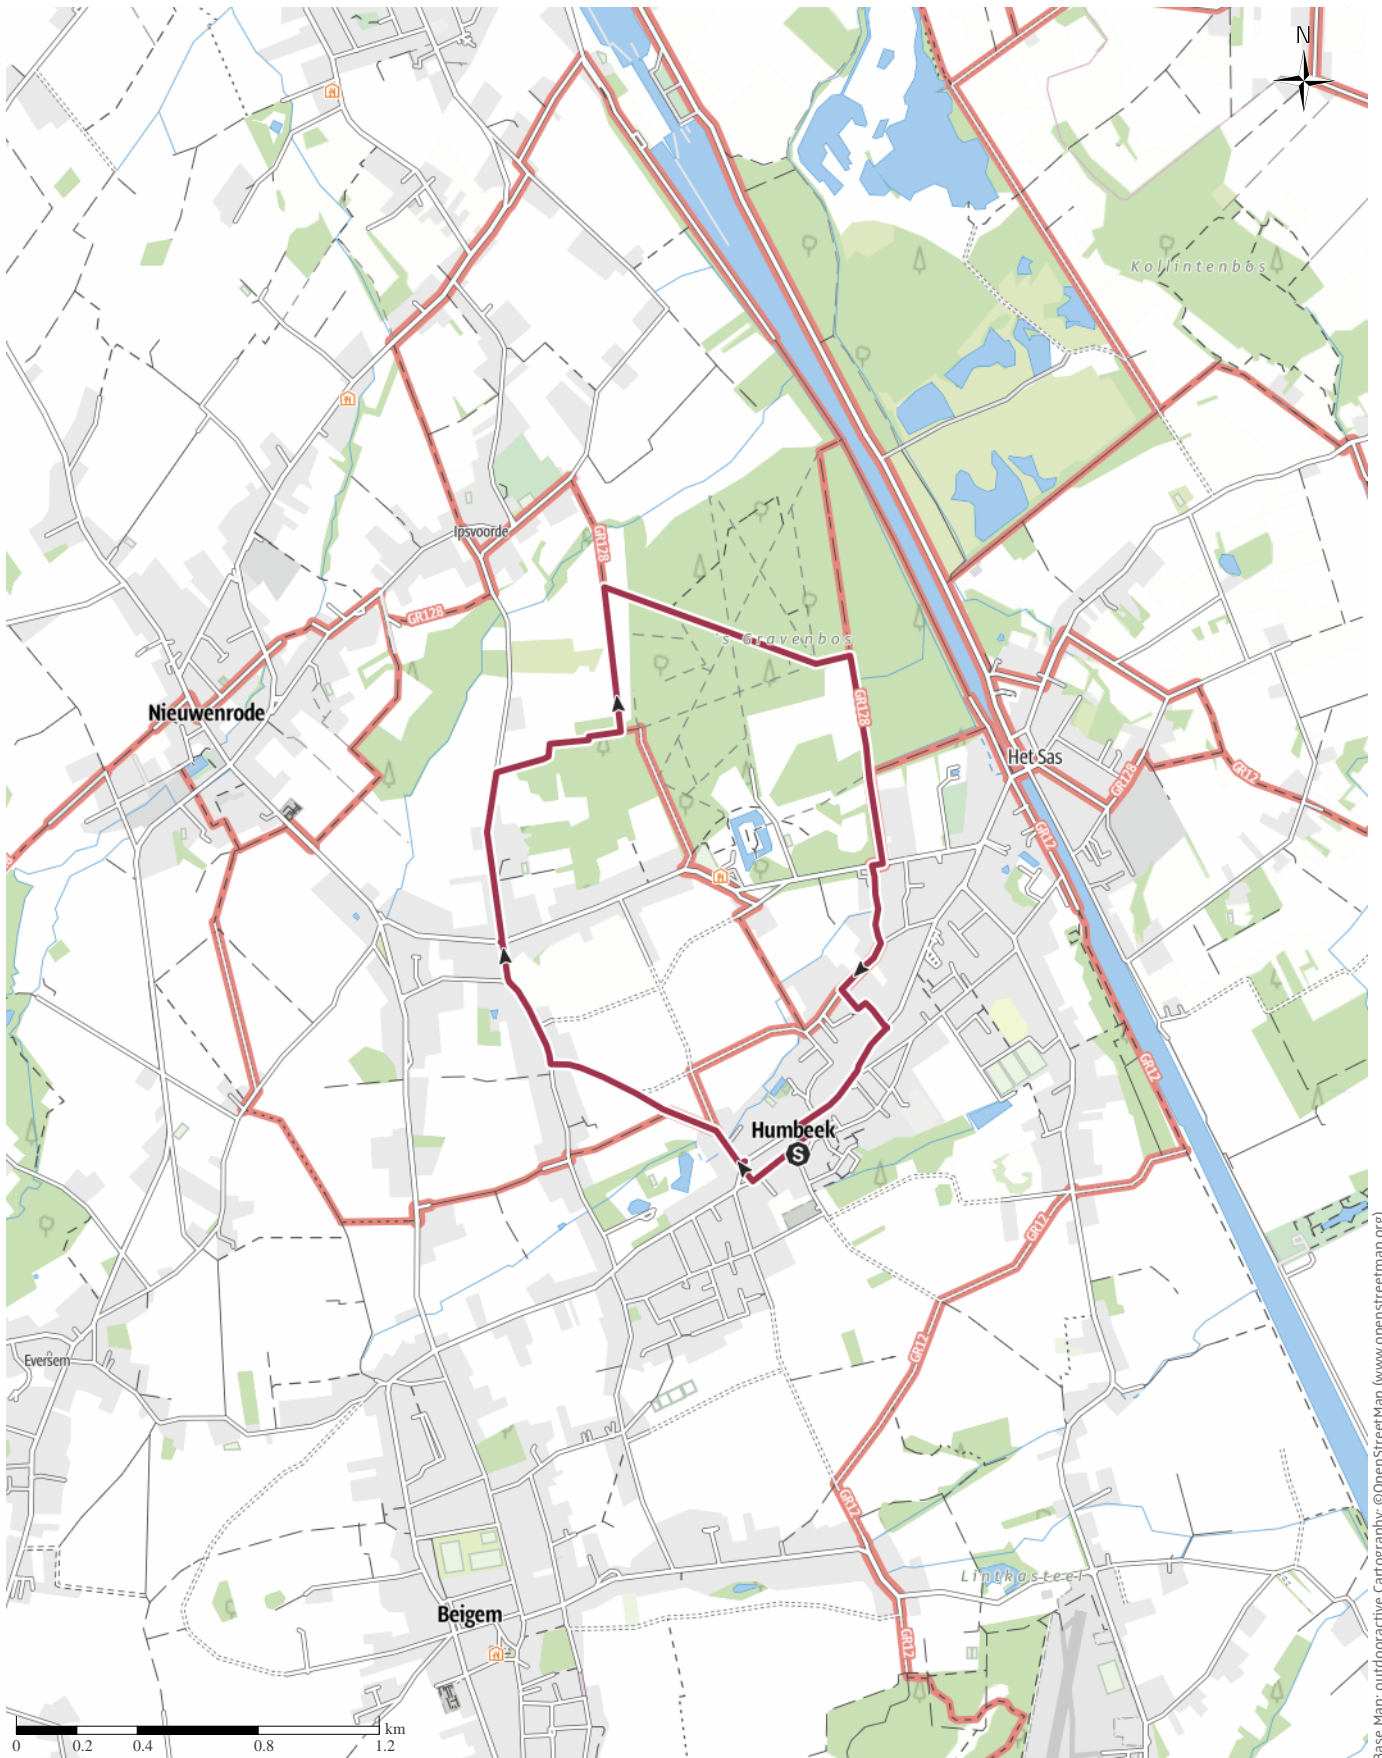 N
Kollintenbos
GR128
Ipsvoorde
GR128
's Gravenbos
GR128
Nieuwenrode
Het Sas
GR128
GR12
GR12
GR12
Humbeek
S
GR12
GR12
Eversem
GR12
Lintkasteel
Beigem
GR12
km
0 0.2 0.4 0.8 1.2
Base Map: outdooractive Cartography; ©OpenStreetMap (www.openstreetmap.org)